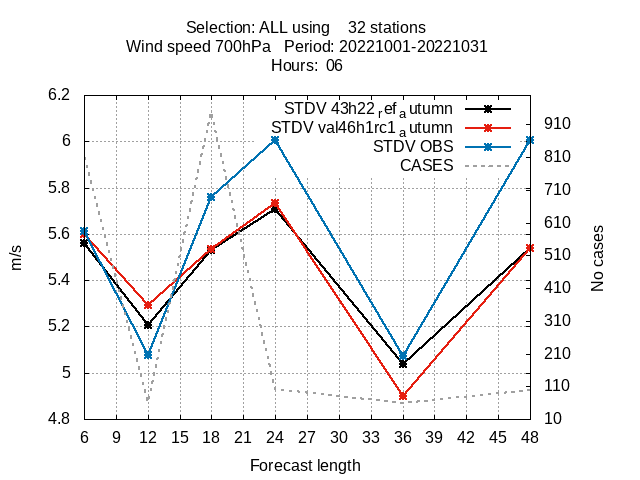 Selection: ALL using 32 stations
Wind speed 700hPa Period: 20221001-20221031
Hours: 06
STDV 43h22refautumn
STDV val46h1rc1autumn
STDV OBS
CASES
6.2
6
5.8
5.6
5.4
5.2
5
4.8
m/s
910
810
710
610
510
410
310
210
110
10
No cases
6 9 12 15 18 21 24 27 30 33 36 39 42 45 48
Forecast length